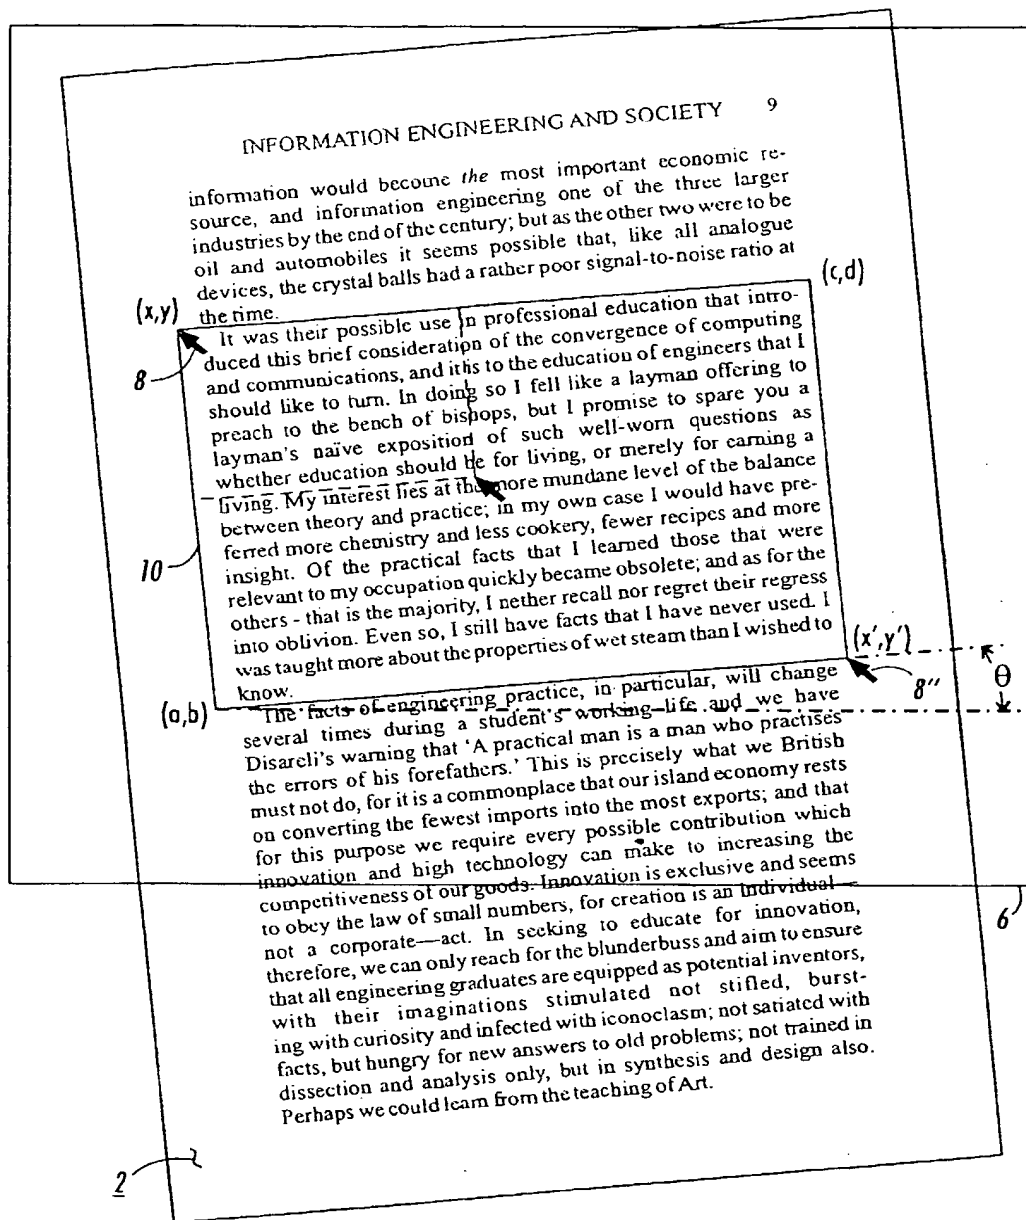 INFORMATION ENGINEERING AND SOCIETY 9
information would become the most important economic re-
source, and information engineering one of the three larger
industries by the end of the century; but as the other two were to be
oil and automobiles it seems possible that, like all analogue
devices, the crystal balls had a rather poor signal-to-noise ratio at
the time.
(x,y)
(c,d)
It was their possible use in professional education that intro-
duced this brief consideration of the convergence of computing
8
and communications, and it is to the education of engineers that I
should like to turn. In doing so I fell like a layman offering to
preach to the bench of bishops, but I promise to spare you a
layman's naïve exposition of such well-worn questions as
whether education should be for living, or merely for earning a
living. My interest lies at the more mundane level of the balance
between theory and practice; in my own case I would have pre-
ferred more chemistry and less cookery, fewer recipes and more
10
insight. Of the practical facts that I learned those that were
relevant to my occupation quickly became obsolete; and as for the
others - that is the majority, I nether recall nor regret their regress
into oblivion. Even so, I still have facts that I have never used. I
was taught more about the properties of wet steam than I wished to
know.
(x',y')
8"
θ
(a,b)
The facts of engineering practice, in particular, will change
several times during a student's working life and we have
Disareli's warning that 'A practical man is a man who practises
the errors of his forefathers.' This is precisely what we British
must not do, for it is a commonplace that our island economy rests
on converting the fewest imports into the most exports; and that
for this purpose we require every possible contribution which
innovation and high technology can make to increasing the
competitiveness of our goods. Innovation is exclusive and seems
to obey the law of small numbers, for creation is an individual—
6
not a corporate—act. In seeking to educate for innovation,
therefore, we can only reach for the blunderbuss and aim to ensure
that all engineering graduates are equipped as potential inventors,
with their imaginations stimulated not stifled, burst-
ing with curiosity and infected with iconoclasm; not satiated with
facts, but hungry for new answers to old problems; not trained in
dissection and analysis only, but in synthesis and design also.
Perhaps we could learn from the teaching of Art.
2